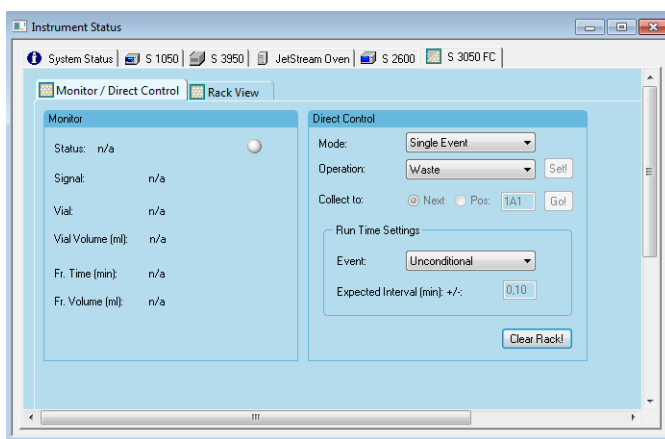 Instrument Status
System Status S 1050 S 3950 JetStream Oven S 2600 S 3050 FC
Monitor / Direct Control Rack View
Monitor
Status: n/a
Signal: n/a
Vial: n/a
Vial Volume (ml): n/a
Fr. Time (min): n/a
Fr. Volume (ml): n/a
Direct Control
Mode: Single Event
Operation: Waste Set!
Collect to: Next Pos: 1A1 Go!
Run Time Settings
Event: Unconditional
Expected Interval (min): +/-: 0,10
Clear Rack!